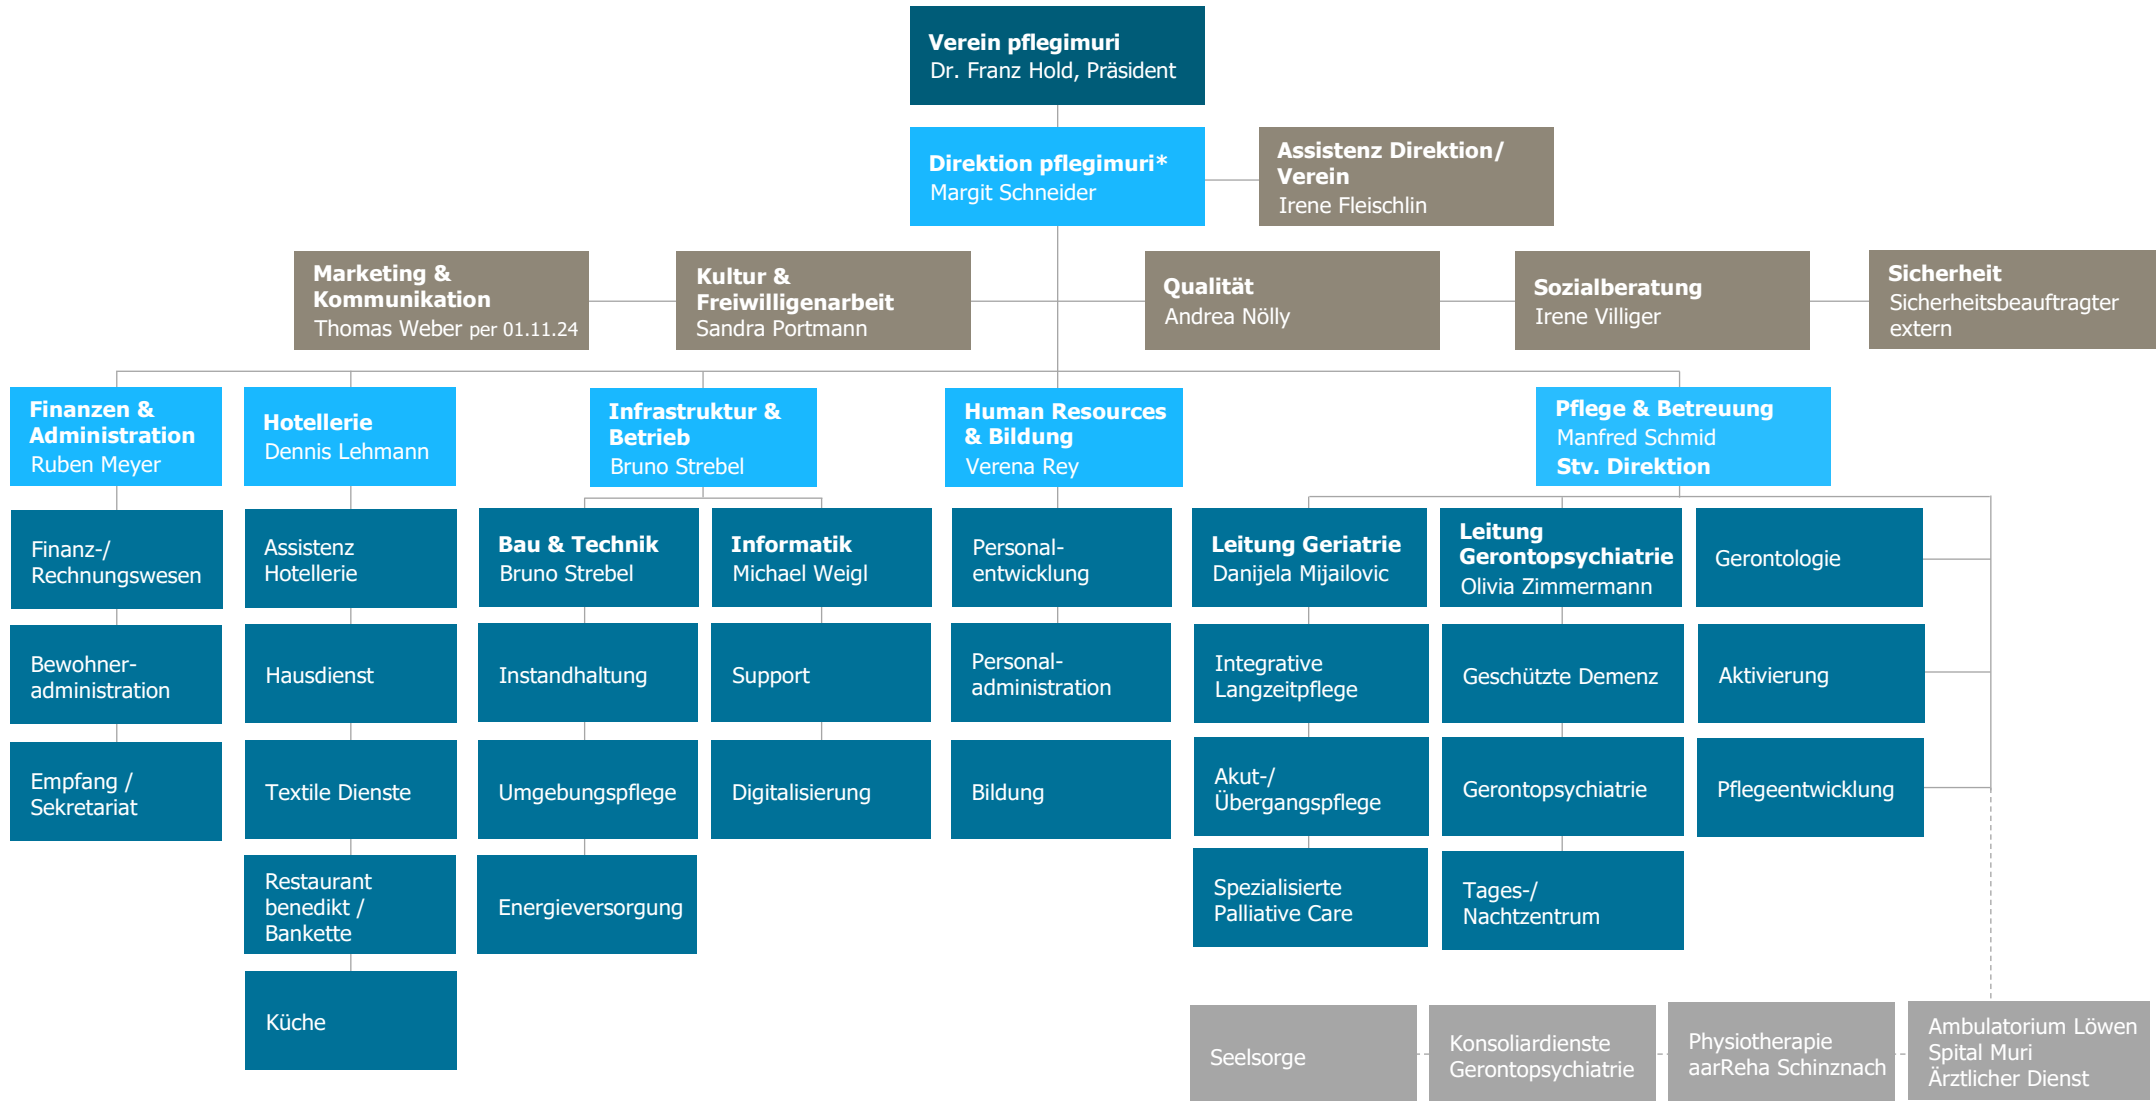 Verein pflegimuri
Dr. Franz Hold, Präsident
Direktion pflegimuri*
Margit Schneider
Assistenz Direktion/
Verein
Irene Fleischlin
Marketing &
Kommunikation
Thomas Weber per 01.11.24
Kultur &
Freiwilligenarbeit
Sandra Portmann
Qualität
Andrea Nölly
Sozialberatung
Irene Villiger
Sicherheit
Sicherheitsbeauftragter
extern
Finanzen &
Administration
Ruben Meyer
Hotellerie
Dennis Lehmann
Infrastruktur &
Betrieb
Bruno Strebel
Human Resources
& Bildung
Verena Rey
Pflege & Betreuung
Manfred Schmid
Stv. Direktion
Finanz-/
Rechnungswesen
Assistenz
Hotellerie
Bau & Technik
Bruno Strebel
Informatik
Michael Weigl
Personal-
entwicklung
Leitung Geriatrie
Danijela Mijailovic
Leitung
Gerontopsychiatrie
Olivia Zimmermann
Gerontologie
Bewohner-
administration
Hausdienst
Instandhaltung
Support
Personal-
administration
Integrative
Langzeitpflege
Geschützte Demenz
Aktivierung
Empfang /
Sekretariat
Textile Dienste
Umgebungspflege
Digitalisierung
Bildung
Akut-/
Übergangspflege
Gerontopsychiatrie
Pflegeentwicklung
Restaurant
benedikt /
Bankette
Energieversorgung
Spezialisierte
Palliative Care
Tages-/
Nachtzentrum
Küche
Seelsorge
Konsoliardienste
Gerontopsychiatrie
Physiotherapie
aarReha Schinznach
Ambulatorium Löwen
Spital Muri
Ärztlicher Dienst